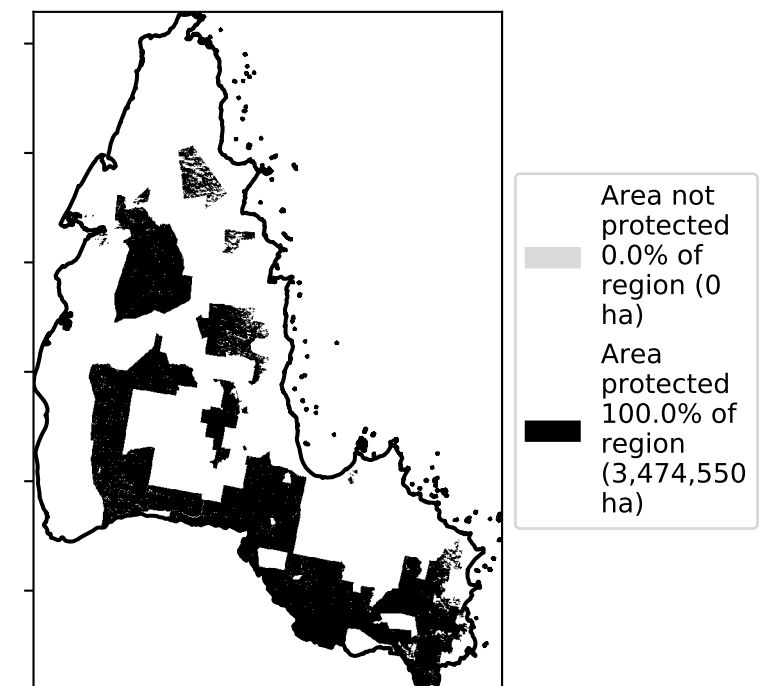 Area not
protected
0.0% of
region (0
ha)
Area
protected
100.0% of
region
(3,474,550
ha)